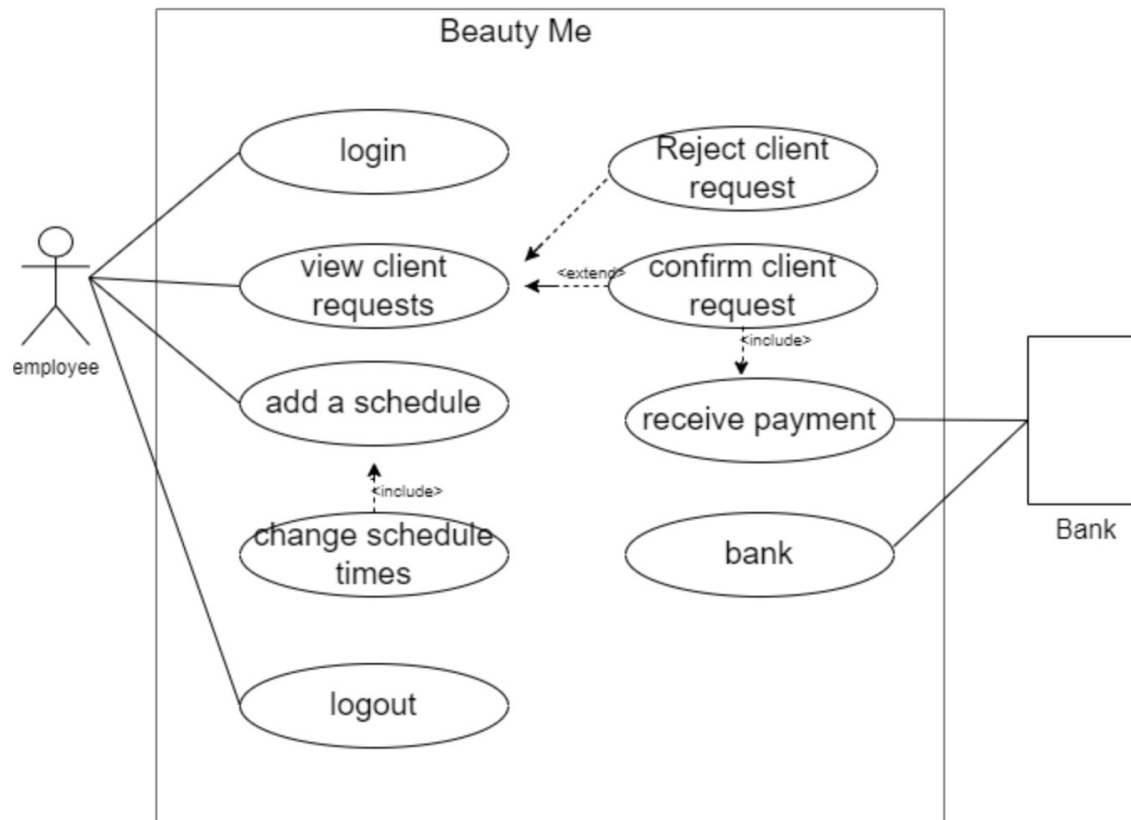 Beauty Me
login
Reject client
request
view client
requests
<extend>
confirm client
request
<include>
employee
add a schedule
receive payment
<include>
change schedule
times
bank
Bank
logout